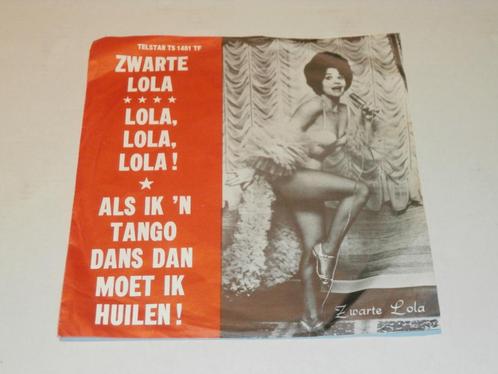 TELSTAR TS 1481 TF
ZWARTE
LOLA
★ ★ ★ ★
LOLA,
LOLA,
LOLA!
★
ALS IK 'N
TANGO
DANS DAN
MOET IK
HUILEN!
Zwarte Lola